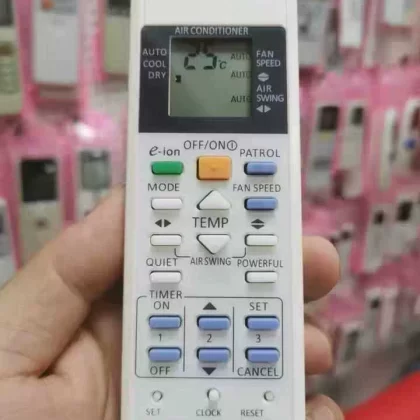 AIR CONDITIONER
AUTO AUTO FAN
COOL 25°C SPEED
DRY AUTO
AIR
AUTO SWING
OFF/ON
e-ion PATROL
MODE FAN SPEED
TEMP
AIR SWING
QUIET POWERFUL
TIMER
ON SET
1 2 3
OFF CANCEL
SET CLOCK RESET